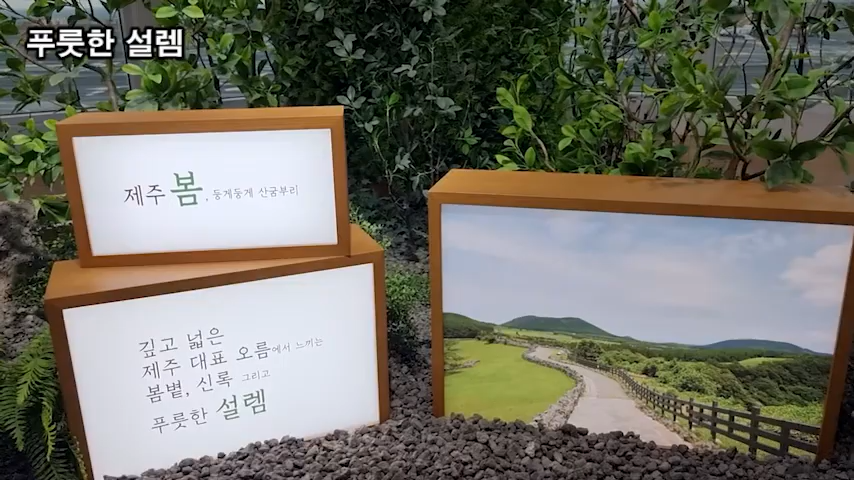 푸릇한 설렘
제주 봄, 둥게둥게 산굼부리
깊고 넓은
제주 대표 오름에서 느끼는
봄볕, 신록 그리고
푸릇한 설렘